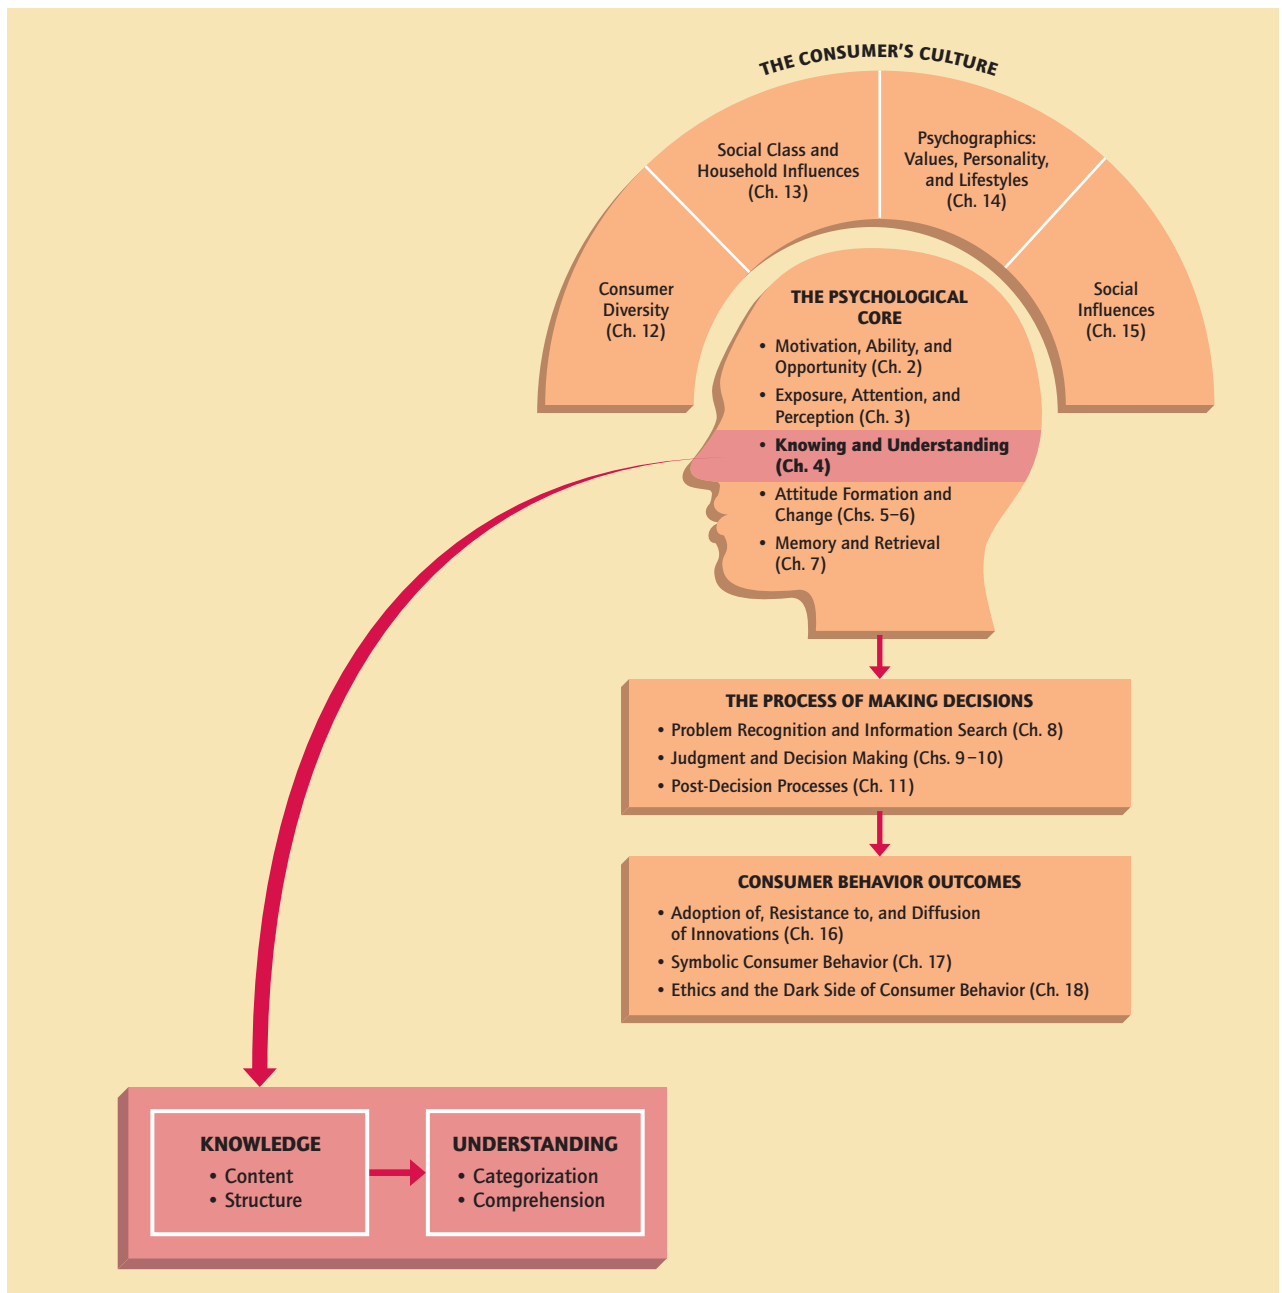 THE CONSUMER'S CULTURE
Consumer
Diversity
(Ch. 12)
Social Class and
Household Influences
(Ch. 13)
Psychographics:
Values, Personality,
and Lifestyles
(Ch. 14)
Social
Influences
(Ch. 15)
THE PSYCHOLOGICAL
CORE
• Motivation, Ability, and
Opportunity (Ch. 2)
• Exposure, Attention, and
Perception (Ch. 3)
• Knowing and Understanding
(Ch. 4)
• Attitude Formation and
Change (Chs. 5–6)
• Memory and Retrieval
(Ch. 7)
THE PROCESS OF MAKING DECISIONS
• Problem Recognition and Information Search (Ch. 8)
• Judgment and Decision Making (Chs. 9–10)
• Post-Decision Processes (Ch. 11)
CONSUMER BEHAVIOR OUTCOMES
• Adoption of, Resistance to, and Diffusion
of Innovations (Ch. 16)
• Symbolic Consumer Behavior (Ch. 17)
• Ethics and the Dark Side of Consumer Behavior (Ch. 18)
KNOWLEDGE
• Content
• Structure
UNDERSTANDING
• Categorization
• Comprehension